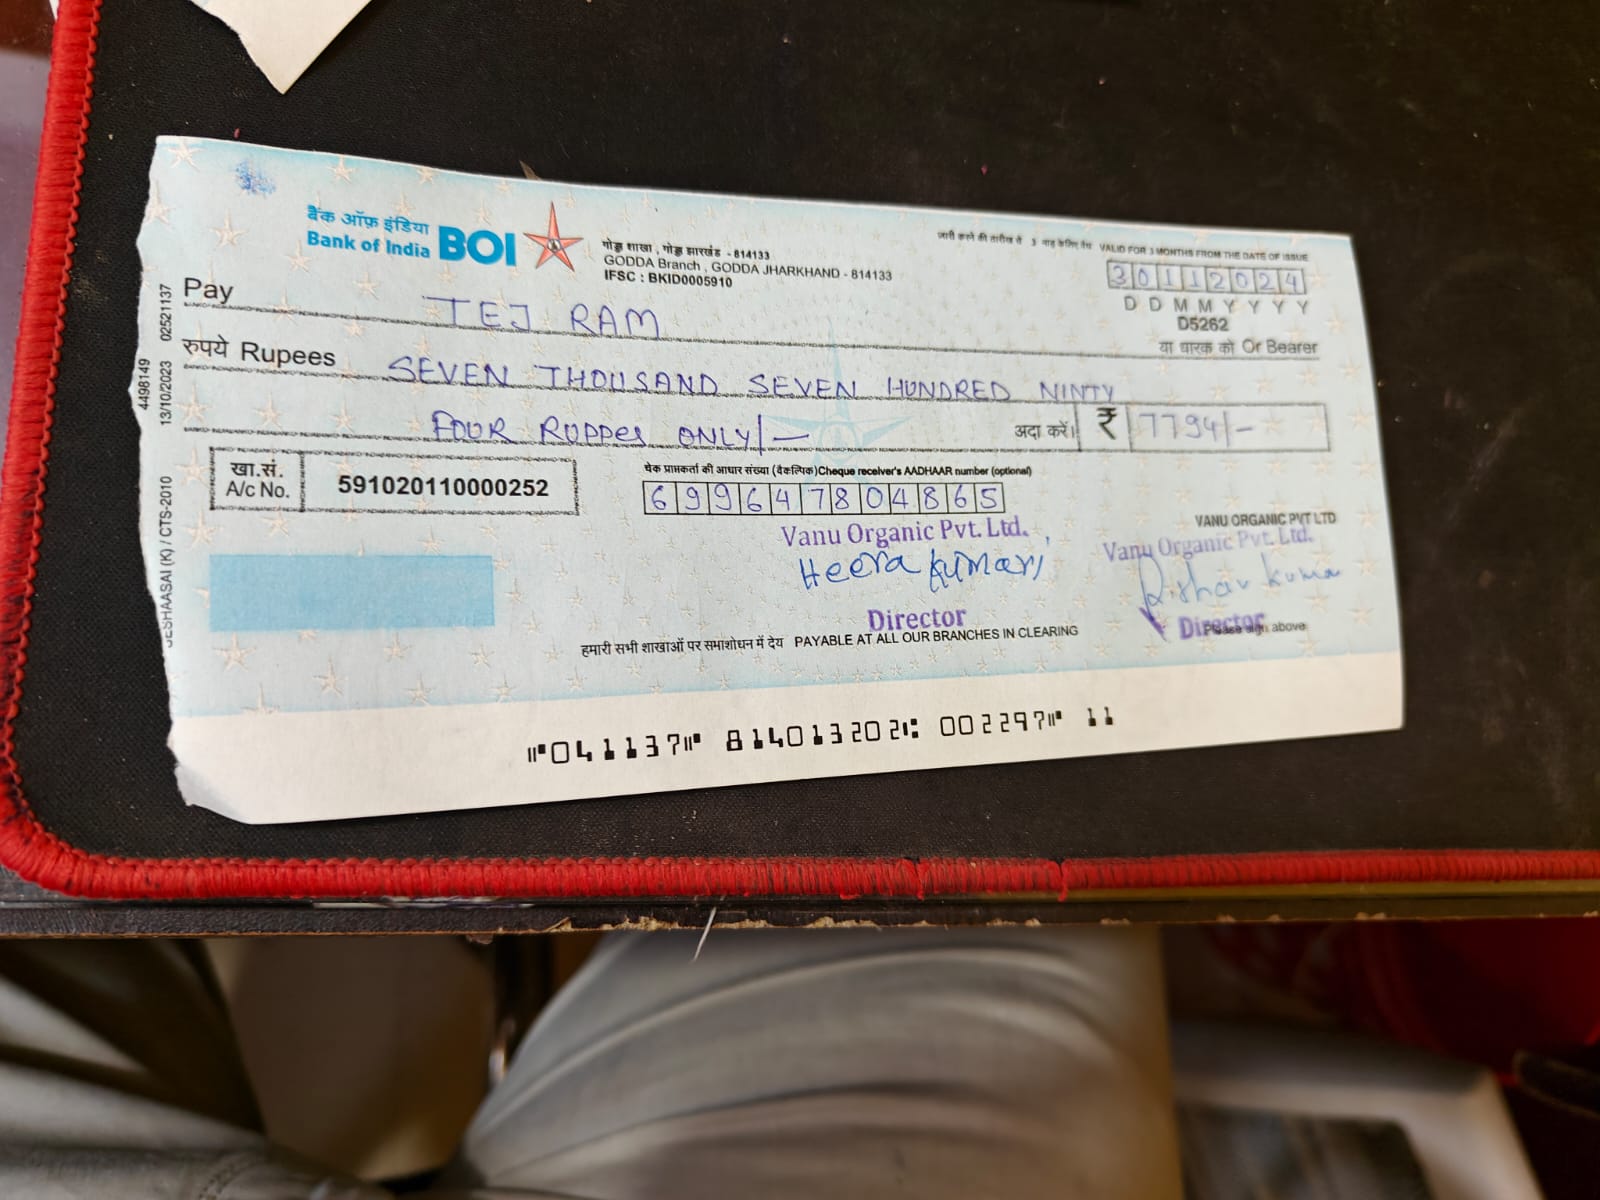 बैंक ऑफ़ इंडिया
Bank of India BOI
गोड्डा शाखा , गोड्डा झारखंड - 814133
GODDA Branch , GODDA JHARKHAND - 814133
IFSC : BKID0005910
जारी करने की तारीख से 3 माह के लिए वैध VALID FOR 3 MONTHS FROM THE DATE OF ISSUE
30112024
D D M M Y Y Y Y
D5262
Pay TEJ RAM
या धारक को Or Bearer
रुपये Rupees SEVEN THOUSAND SEVEN HUNDRED NINTY
FOUR RUPPES ONLY/-
अदा करें। ₹ 7794/-
खा.सं.
A/c No. 591020110000252
चेक प्राप्तकर्ता की आधार संख्या (वैकल्पिक) Cheque receiver's AADHAAR number (optional)
699647804865
VANU ORGANIC PVT LTD
Vanu Organic Pvt. Ltd.
Heera Kumari
Director
Vanu Organic Pvt. Ltd.
Rishav Kumar
Director
Please sign above
हमारी सभी शाखाओं पर समाशोधन में देय PAYABLE AT ALL OUR BRANCHES IN CLEARING
⑈041137⑈ 814013202⑆ 002297⑈ 11
4498149
13/10/2023 02521137
SESHAASAI (K) / CTS-2010